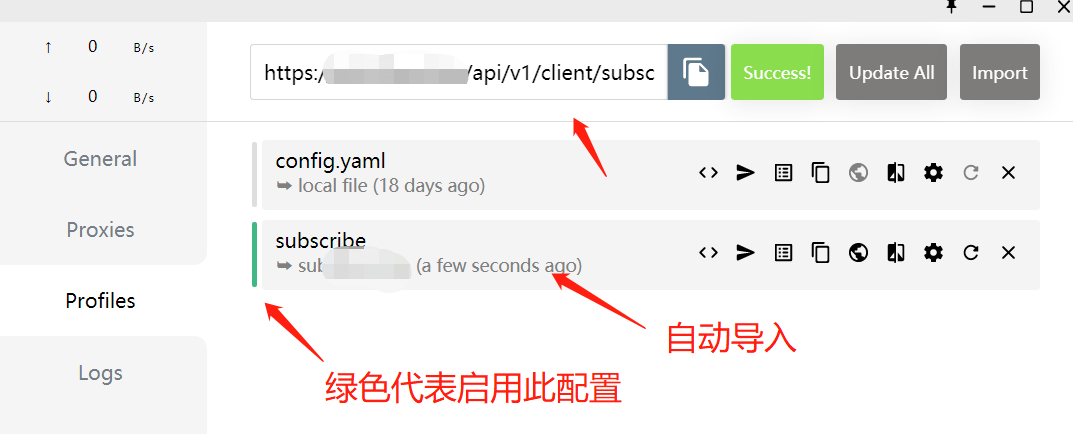 ↑ 0 B/s
https:/ /api/v1/client/subsc Success! Update All Import
↓ 0 B/s
General
config.yaml
local file (18 days ago)
Proxies
subscribe
sub (a few seconds ago)
Profiles
自动导入
Logs
绿色代表启用此配置